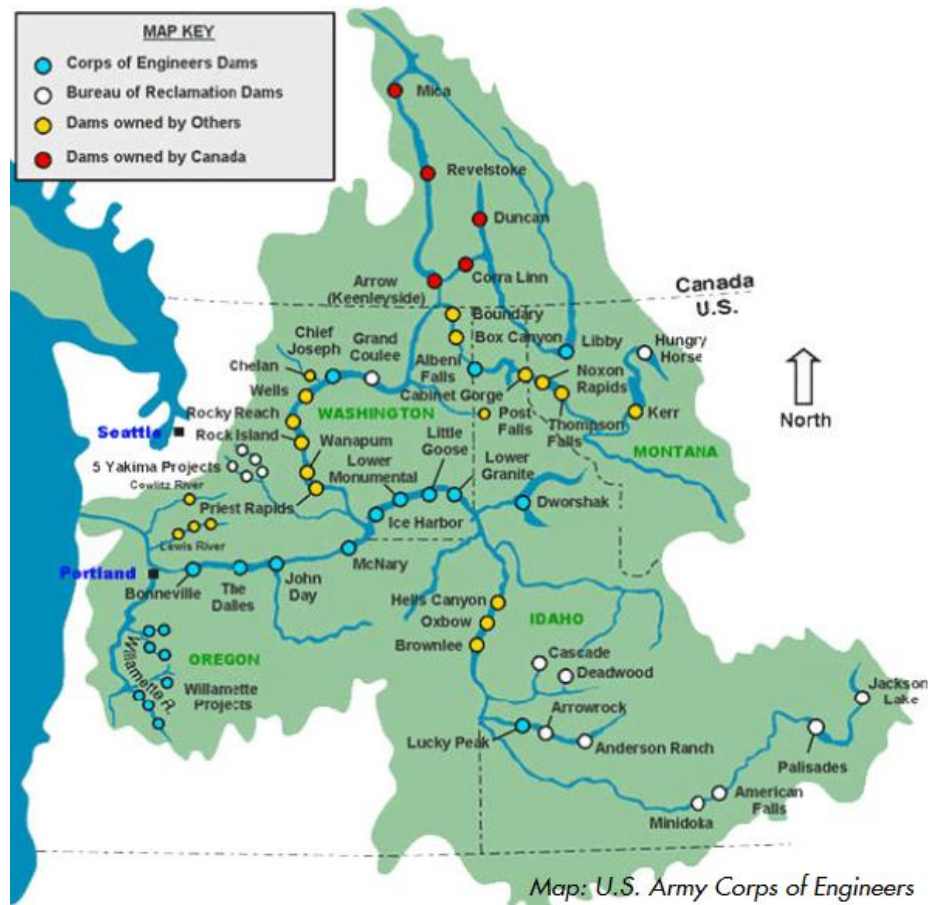 MAP KEY
Corps of Engineers Dams
Bureau of Reclamation Dams
Dams owned by Others
Dams owned by Canada
Mica
Revelstoke
Duncan
Corra Linn
Arrow
(Keenleyside)
Canada
U.S.
Boundary
Box Canyon
Libby
Hungry
Horse
Chief
Joseph
Grand
Coulee
Albeni
Falls
Chelan
Wells
Cabinet Gorge
Noxon
Rapids
Kerr
North
Rocky Reach
WASHINGTON
Post
Falls
Thompson
Falls
MONTANA
Seattle
Rock Island
Wanapum
Little
Goose
Lower
Monumental
Lower
Granite
5 Yakima Projects
Cowlitz River
Priest Rapids
Ice Harbor
Dworshak
Lewis River
McNary
Portland
Bonneville
The
Dalles
John
Day
Hells Canyon
Oxbow
IDAHO
Brownlee
Cascade
Deadwood
OREGON
Willamette R.
Willamette
Projects
Jackson
Lake
Arrowrock
Lucky Peak
Anderson Ranch
Palisades
American
Falls
Minidoka
Map: U.S. Army Corps of Engineers